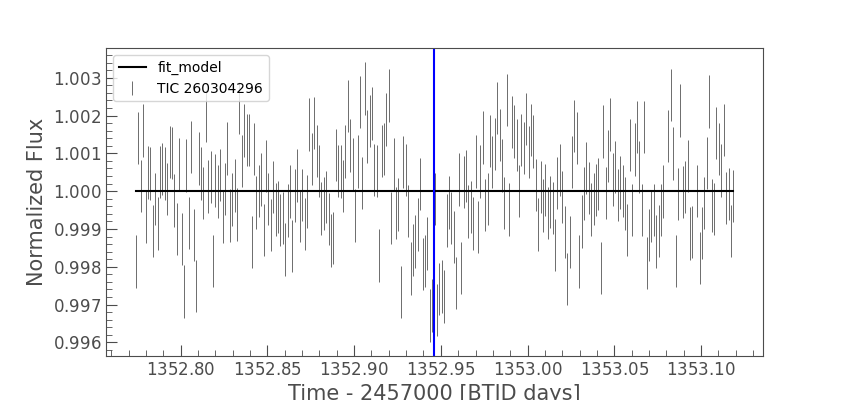 fit_model
TIC 260304296
1.003
1.002
1.001
1.000
0.999
0.998
0.997
0.996
Normalized Flux
1352.80 1352.85 1352.90 1352.95 1353.00 1353.05 1353.10
Time - 2457000 [BTJD days]